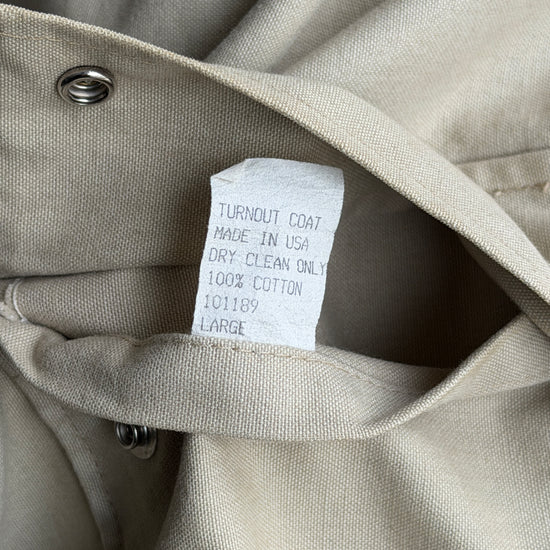 TURNOUT COAT
MADE IN USA
DRY CLEAN ONLY
100% COTTON
101189
LARGE